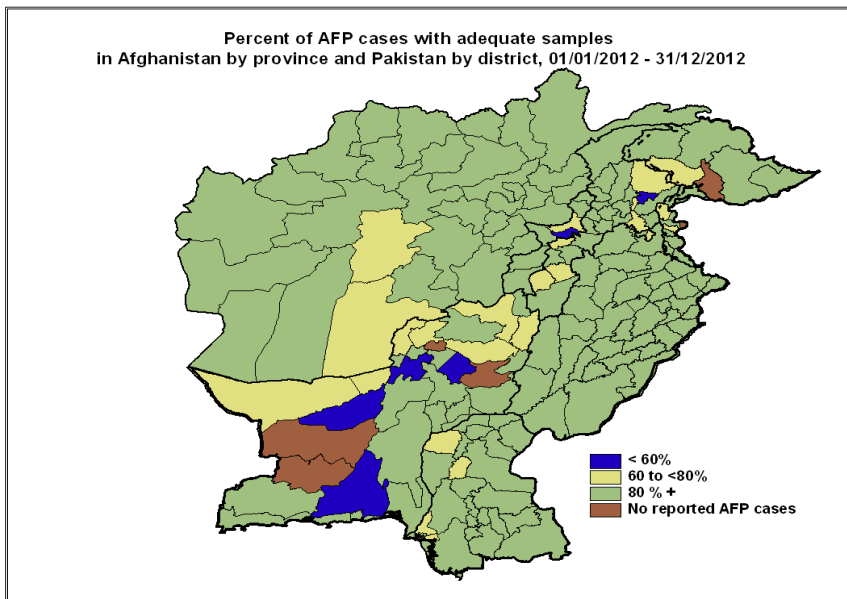 Percent of AFP cases with adequate samples
in Afghanistan by province and Pakistan by district, 01/01/2012 - 31/12/2012
< 60%
60 to <80%
80 % +
No reported AFP cases